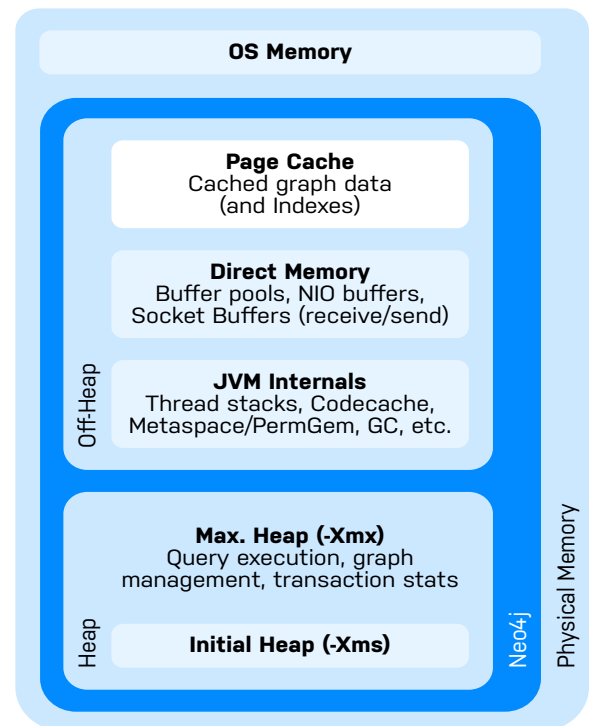 OS Memory
Page Cache
Cached graph data
(and Indexes)
Direct Memory
Buffer pools, NIO buffers,
Socket Buffers (receive/send)
JVM Internals
Thread stacks, Codecache,
Metaspace/PermGem, GC, etc.
Off-Heap
Max. Heap (-Xmx)
Query execution, graph
management, transaction stats
Initial Heap (-Xms)
Heap
Neo4j
Physical Memory